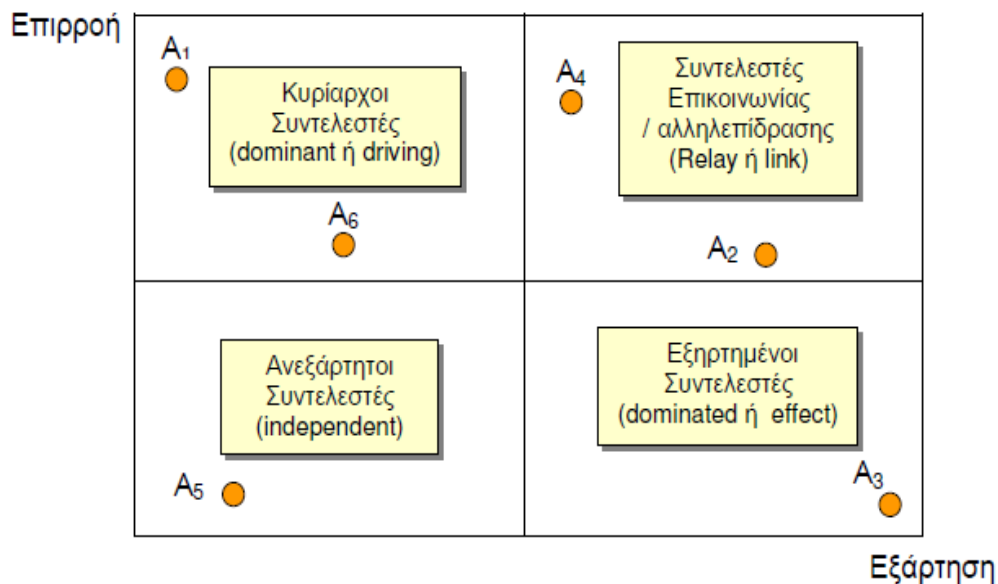 Επιρροή
A₁
Κυρίαρχοι
Συντελεστές
(dominant ή driving)
A₆
A₄
Συντελεστές
Επικοινωνίας
/ αλληλεπίδρασης
(Relay ή link)
A₂
Ανεξάρτητοι
Συντελεστές
(independent)
A₅
Εξηρτημένοι
Συντελεστές
(dominated ή effect)
A₃
Εξάρτηση